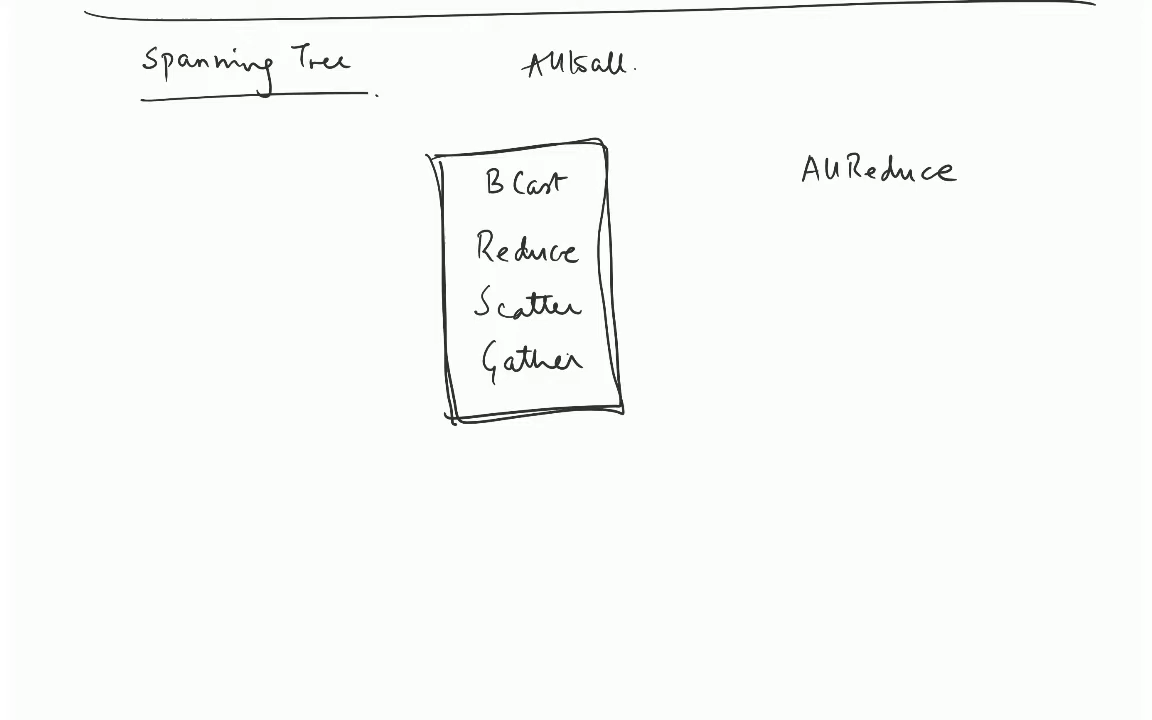 Spanning Tree.
Alltoall.
BCast
AllReduce
Reduce
Scatter
Gather